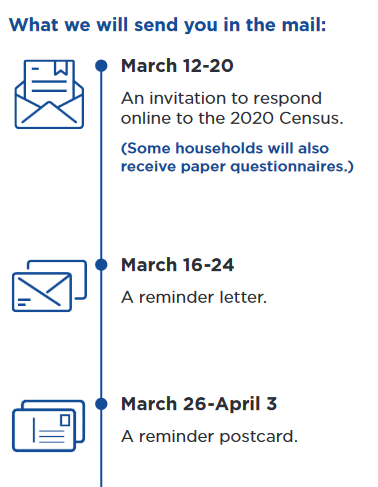 What we will send you in the mail:
March 12-20
An invitation to respond
online to the 2020 Census.
(Some households will also
receive paper questionnaires.)
March 16-24
A reminder letter.
March 26-April 3
A reminder postcard.